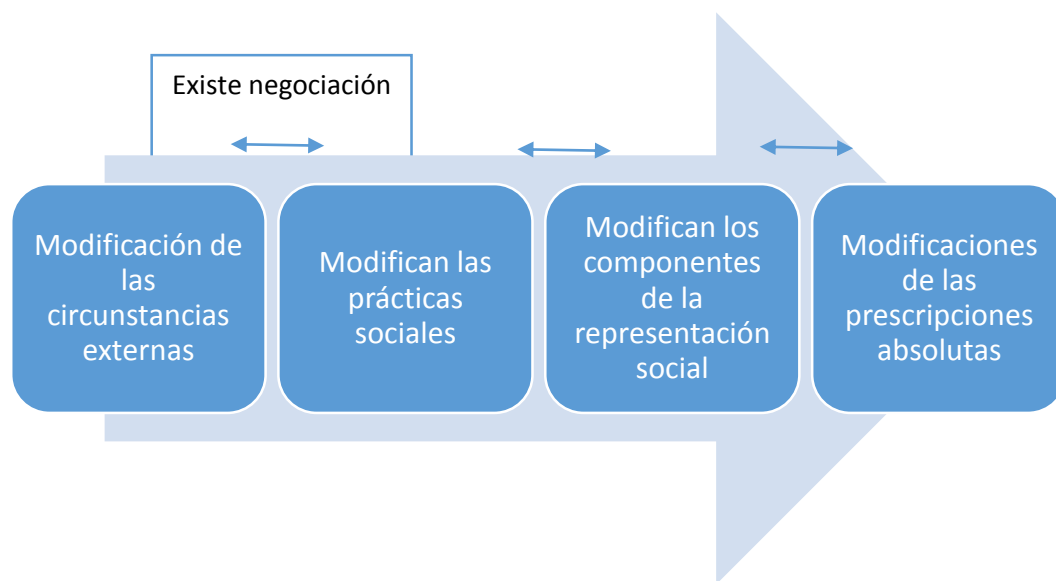 Existe negociación
Modificación de
las
circunstancias
externas
Modifican las
prácticas
sociales
Modifican los
componentes
de la
representación
social
Modificaciones
de las
prescripciones
absolutas